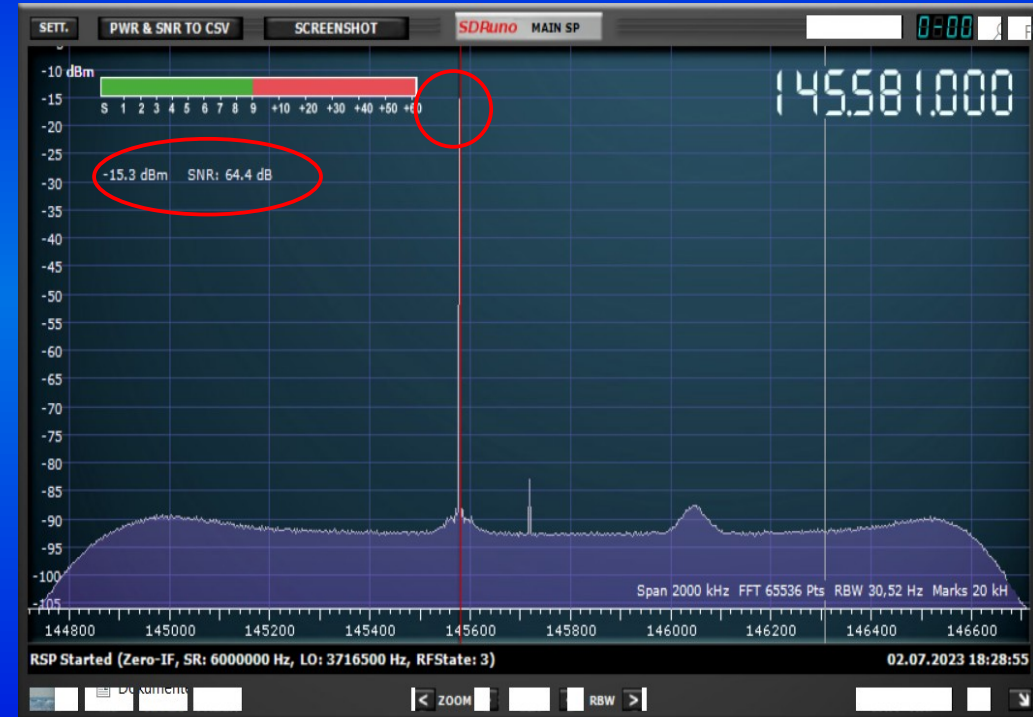 SETT. PWR & SNR TO CSV SCREENSHOT SDRuno MAIN SP 0-00
-10 dBm
145.581.000
-15
S 1 2 3 4 5 6 7 8 9 +10 +20 +30 +40 +50 +60
-20
-25
-15.3 dBm SNR: 64.4 dB
-30
-35
-40
-45
-50
-55
-60
-65
-70
-75
-80
-85
-90
-95
-100
Span 2000 kHz FFT 65536 Pts RBW 30,52 Hz Marks 20 kH
-105
144800 145000 145200 145400 145600 145800 146000 146200 146400 146600
RSP Started (Zero-IF, SR: 6000000 Hz, LO: 3716500 Hz, RFState: 3) 02.07.2023 18:28:55
< ZOOM RBW >